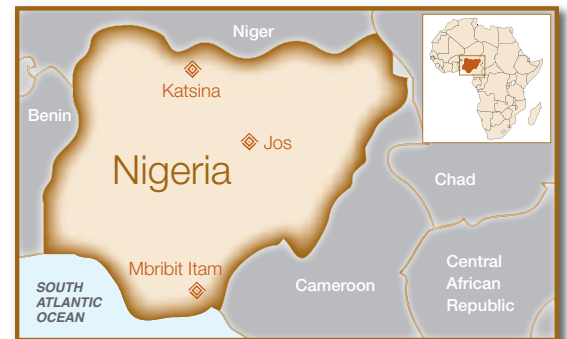 Niger
Katsina
Benin
Jos
Nigeria
Chad
Mbribit Itam
Cameroon
Central
African
Republic
SOUTH
ATLANTIC
OCEAN